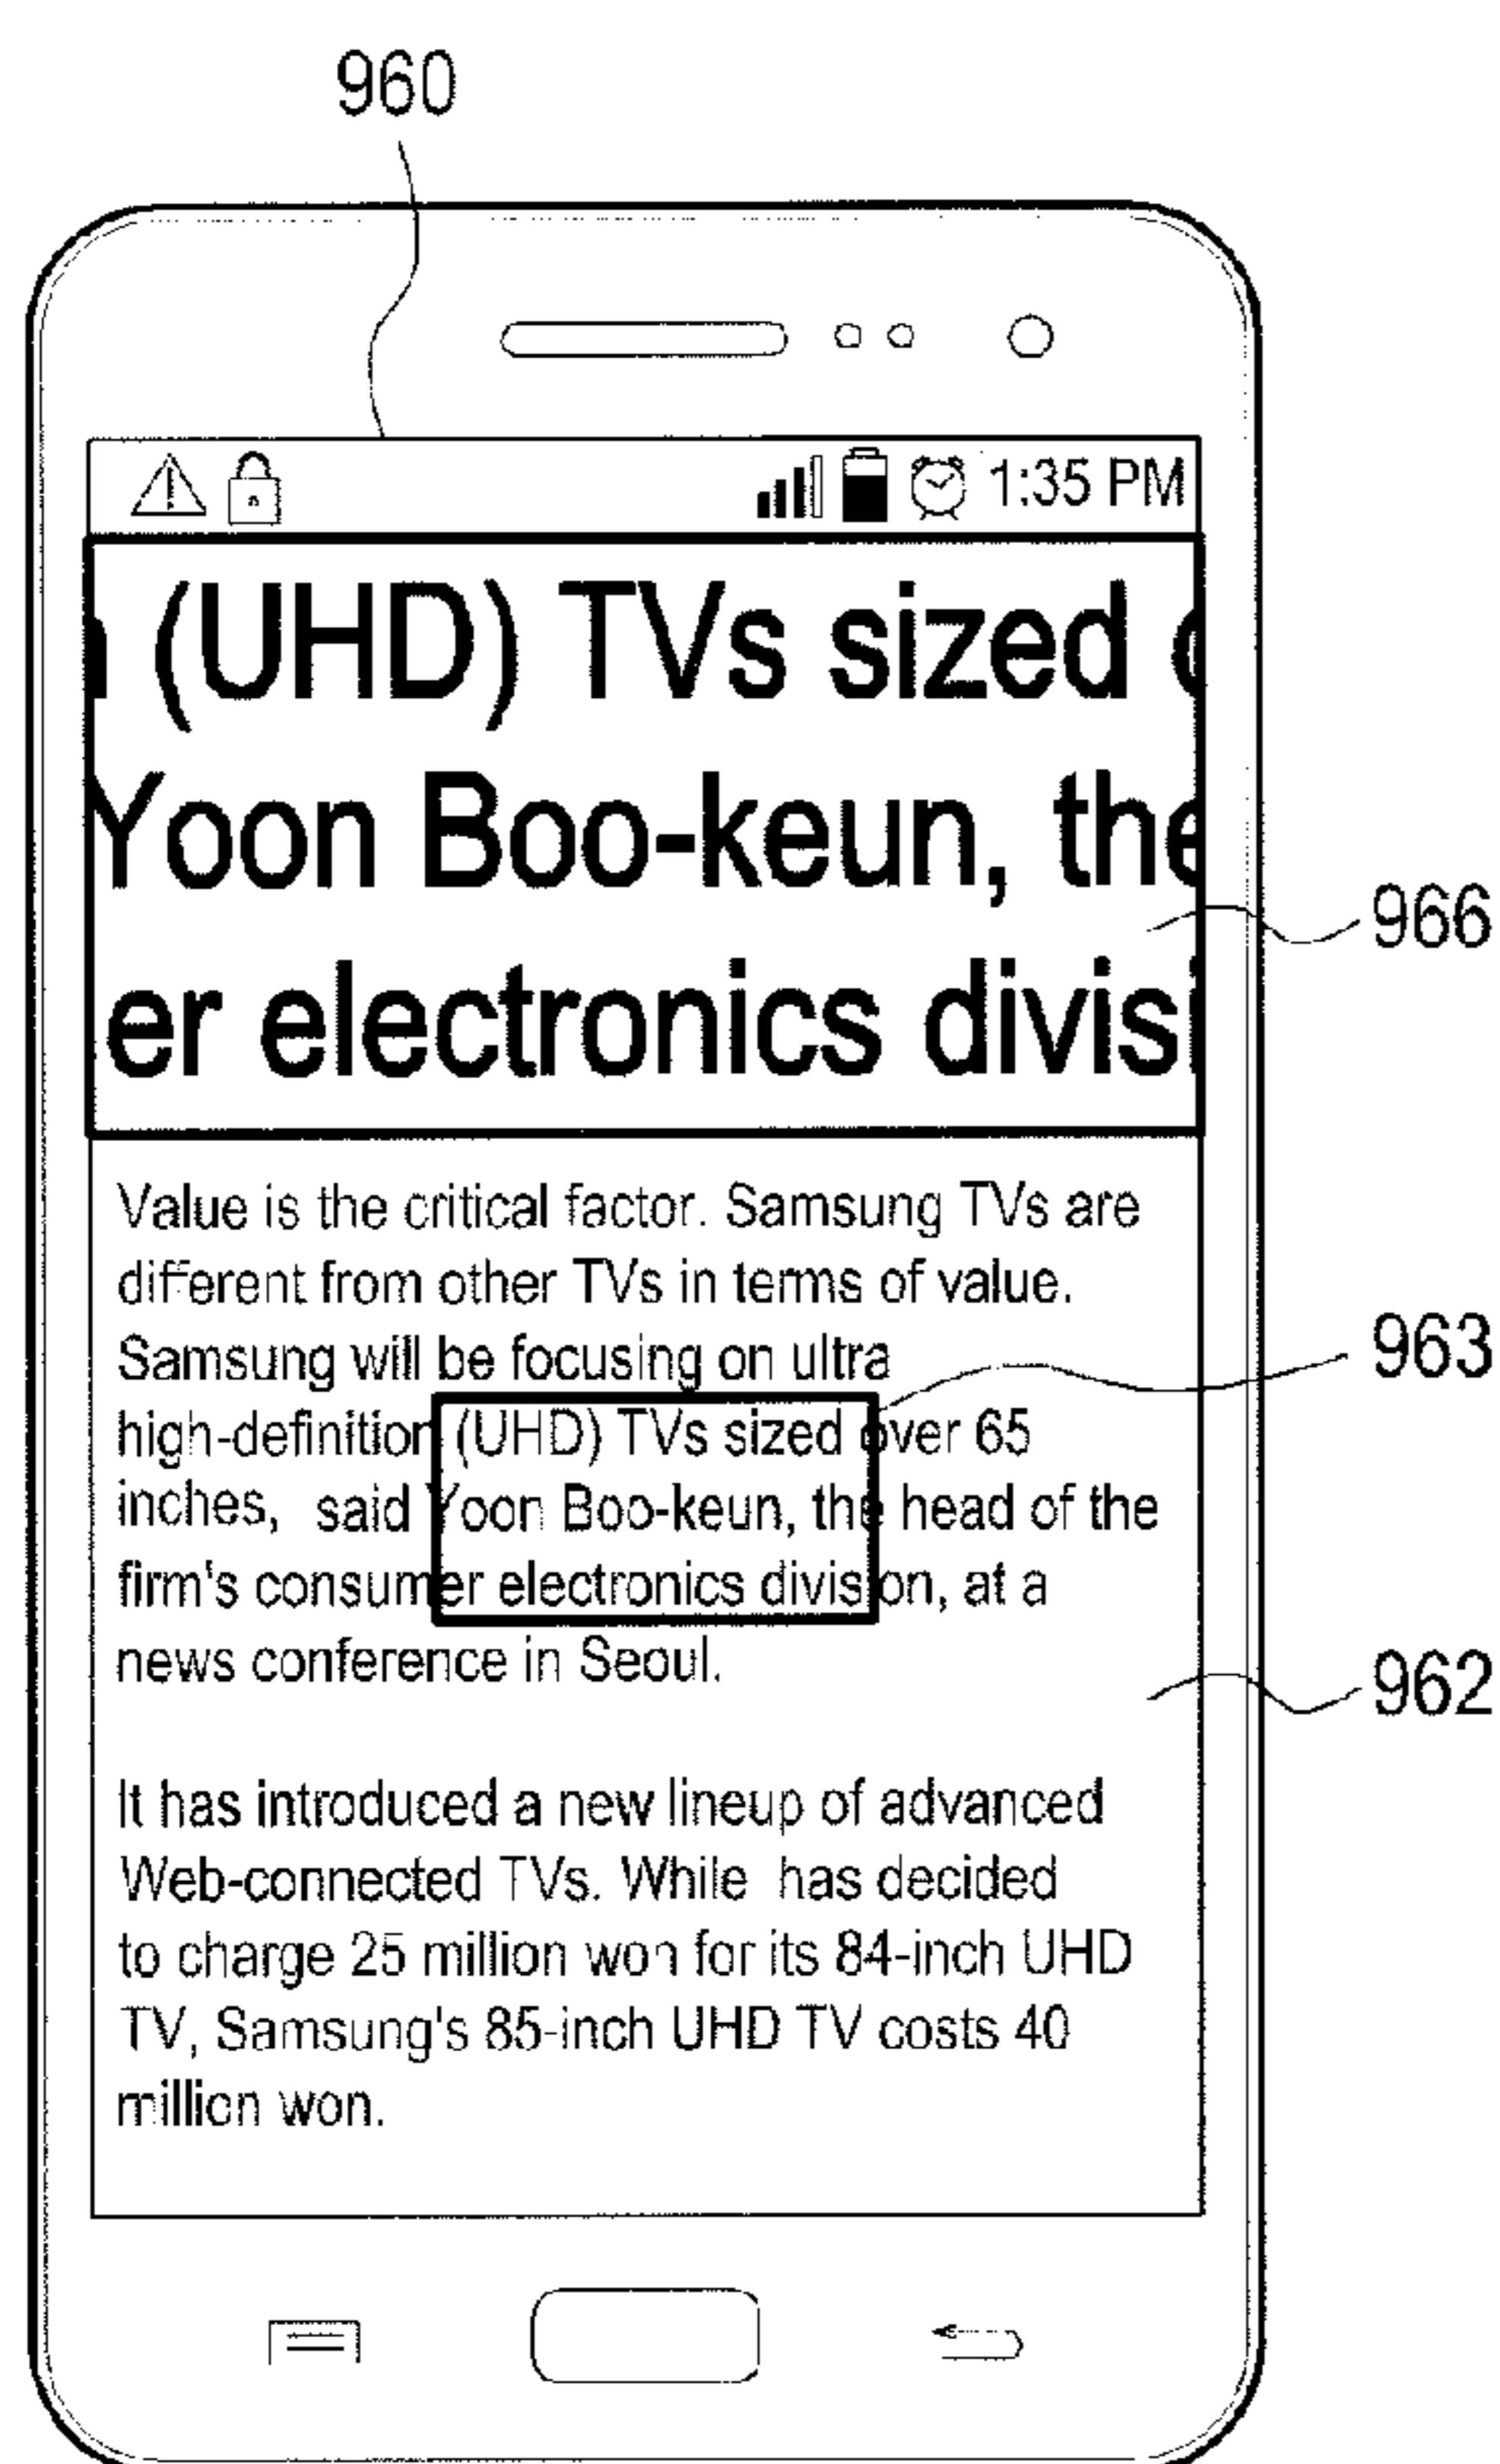 960
1:35 PM
(UHD) TVs sized
Yoon Boo-keun, the
966
er electronics divisi
Value is the critical factor. Samsung TVs are
different from other TVs in terms of value.
Samsung will be focusing on ultra
963
high-definition (UHD) TVs sized over 65
inches, said Yoon Boo-keun, the head of the
firm's consumer electronics division, at a
news conference in Seoul.
962
It has introduced a new lineup of advanced
Web-connected TVs. While has decided
to charge 25 million won for its 84-inch UHD
TV, Samsung's 85-inch UHD TV costs 40
million won.